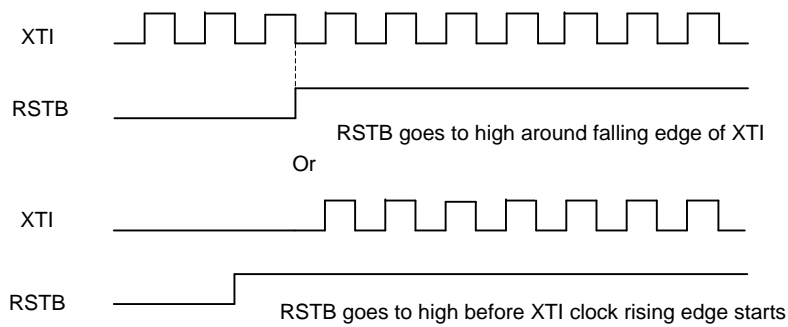 XTI
RSTB
RSTB goes to high around falling edge of XTI
Or
XTI
RSTB
RSTB goes to high before XTI clock rising edge starts